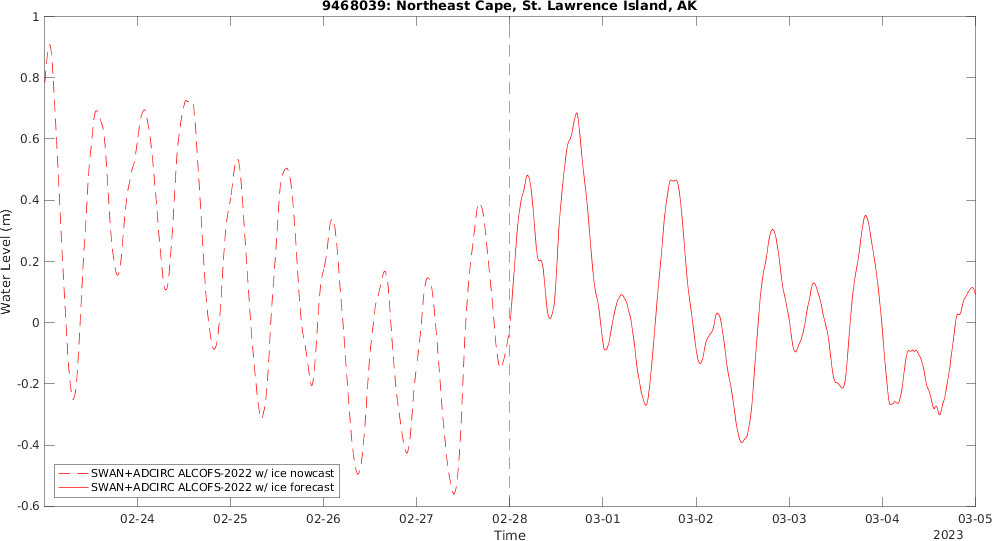 9468039: Northeast Cape, St. Lawrence Island, AK
1
0.8
0.6
0.4
0.2
0
-0.2
-0.4
-0.6
Water Level (m)
SWAN+ADCIRC ALCOFS-2022 w/ ice nowcast
SWAN+ADCIRC ALCOFS-2022 w/ ice forecast
02-24 02-25 02-26 02-27 02-28 03-01 03-02 03-03 03-04 03-05
Time
2023